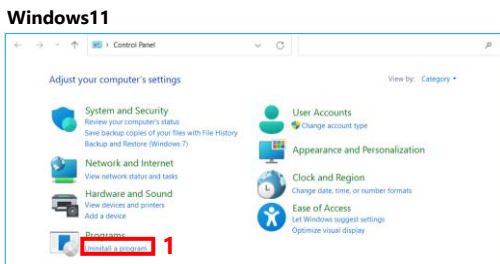 Windows11
Control Panel
Adjust your computer's settings
View by: Category
System and Security
Review your computer's status
Save backup copies of your files with File History
Backup and Restore (Windows 7)
Network and Internet
View network status and tasks
Hardware and Sound
View devices and printers
Add a device
Programs
Uninstall a program
1
User Accounts
Change account type
Appearance and Personalization
Clock and Region
Change date, time, or number formats
Ease of Access
Let Windows suggest settings
Optimize visual display